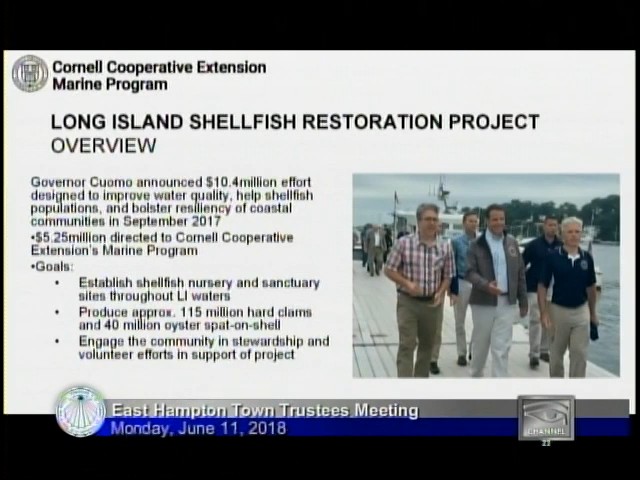 Cornell Cooperative Extension
Marine Program
LONG ISLAND SHELLFISH RESTORATION PROJECT
OVERVIEW
Governor Cuomo announced $10.4million effort
designed to improve water quality, help shellfish
populations, and bolster resiliency of coastal
communities in September 2017
•$5.25million directed to Cornell Cooperative
Extension's Marine Program
•Goals:
• Establish shellfish nursery and sanctuary
sites throughout LI waters
• Produce approx. 115 million hard clams
and 40 million oyster spat-on-shell
• Engage the community in stewardship and
volunteer efforts in support of project
East Hampton Town Trustees Meeting
Monday, June 11, 2018
CHANNEL
22